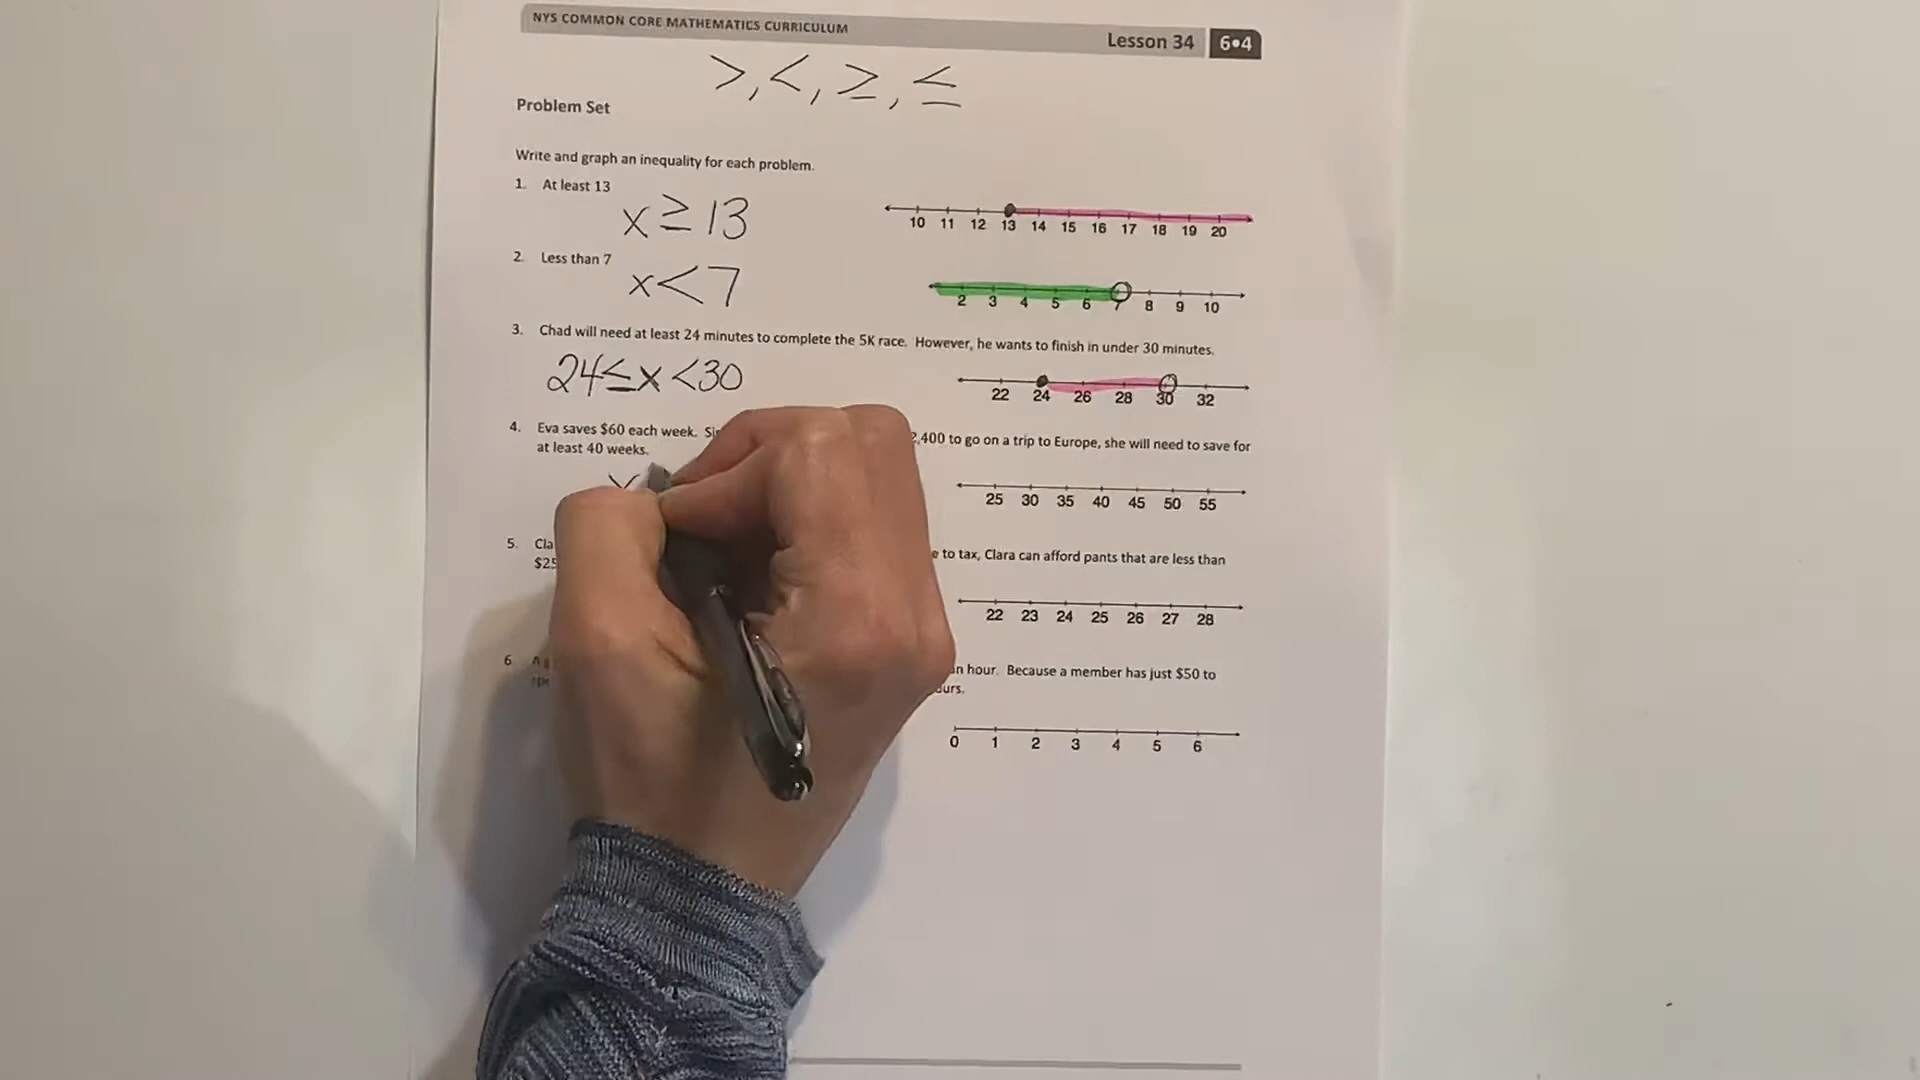 NYS COMMON CORE MATHEMATICS CURRICULUM
Lesson 34 6•4
>, <, ≥, ≤
Problem Set
Write and graph an inequality for each problem.
1. At least 13
x ≥ 13
10 11 12 13 14 15 16 17 18 19 20
2. Less than 7
x < 7
2 3 4 5 6 7 8 9 10
3. Chad will need at least 24 minutes to complete the 5K race. However, he wants to finish in under 30 minutes.
24 ≤ x < 30
22 24 26 28 30 32
4. Eva saves $60 each week. 2,400 to go on a trip to Europe, she will need to save for
at least 40 weeks.
x
25 30 35 40 45 50 55
5. to tax, Clara can afford pants that are less than
22 23 24 25 26 27 28
6 an hour. Because a member has just $50 to
0 1 2 3 4 5 6